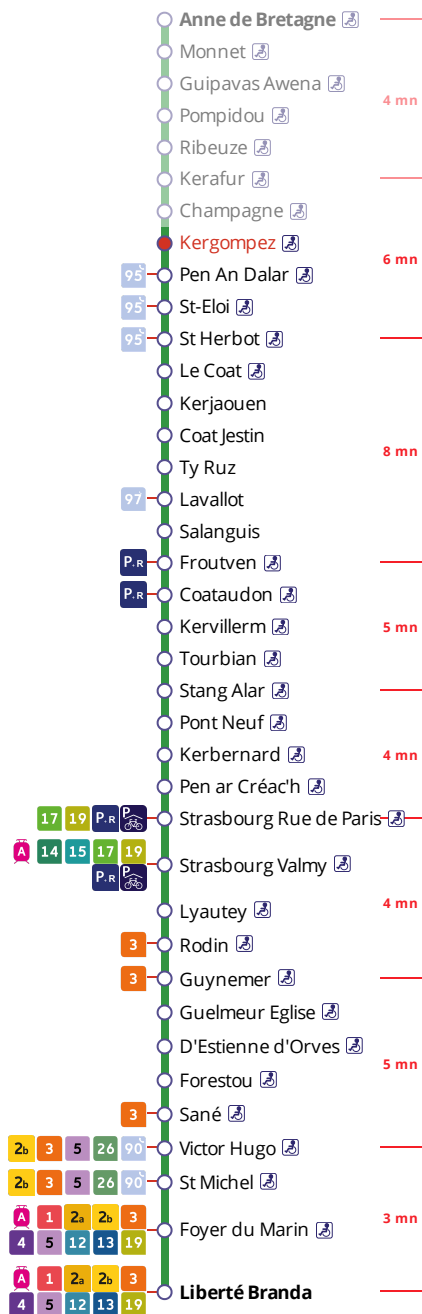 Anne de Bretagne
Monnet
Guipavas Awena
4 mn
Pompidou
Ribeuze
Kerafur
Champagne
Kergompez
6 mn
95 Pen An Dalar
95 St-Eloi
95 St Herbot
Le Coat
Kerjaouen
Coat Jestin
8 mn
Ty Ruz
97 Lavallot
Salanguis
P+R Froutven
P+R Coataudon
Kervillerm
5 mn
Tourbian
Stang Alar
Pont Neuf
Kerbernard
4 mn
Pen ar Créac'h
17 19 P+R P Strasbourg Rue de Paris
A 14 15 17 19
Strasbourg Valmy
P+R P
4 mn
Lyautey
3 Rodin
3 Guynemer
Guelmeur Eglise
D'Estienne d'Orves
5 mn
Forestou
3 Sané
2b 3 5 26 90 Victor Hugo
2b 3 5 26 90 St Michel
A 1 2a 2b 3
Foyer du Marin
3 mn
4 5 12 13 19
A 1 2a 2b 3
Liberté Branda
4 5 12 13 19